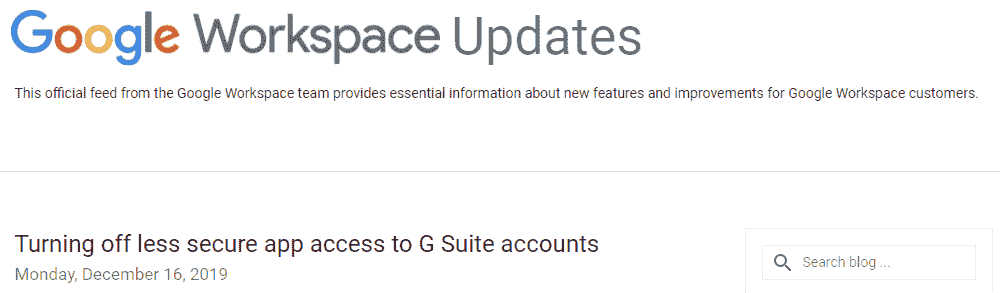 Google Workspace Updates
This official feed from the Google Workspace team provides essential information about new features and improvements for Google Workspace customers.
Turning off less secure app access to G Suite accounts
Monday, December 16, 2019
Search blog ...